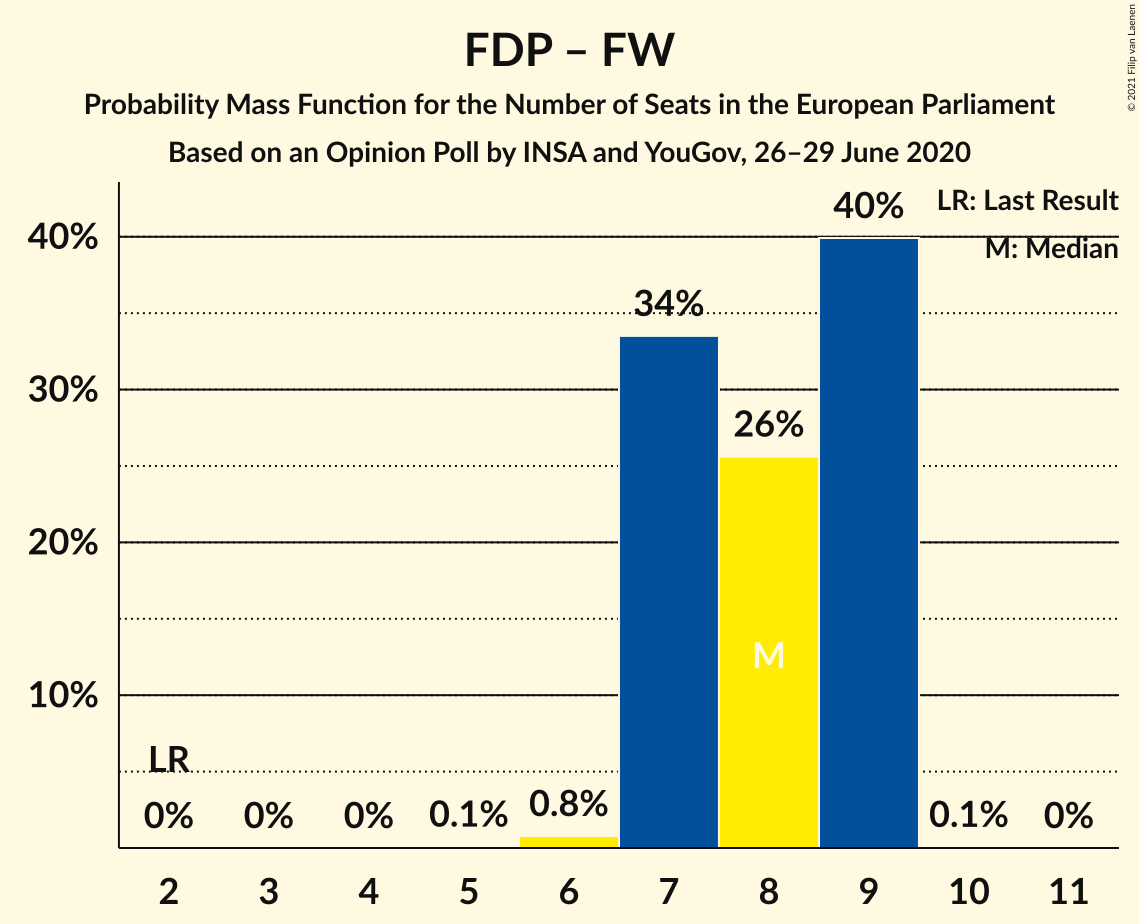 FDP – FW
Probability Mass Function for the Number of Seats in the European Parliament
Based on an Opinion Poll by INSA and YouGov, 26–29 June 2020
© 2021 Filip van Laenen
LR: Last Result
M: Median
40%
30%
20%
10%
LR
0%
0%
0%
0.1%
0.8%
34%
26%
M
40%
0.1%
0%
2 3 4 5 6 7 8 9 10 11